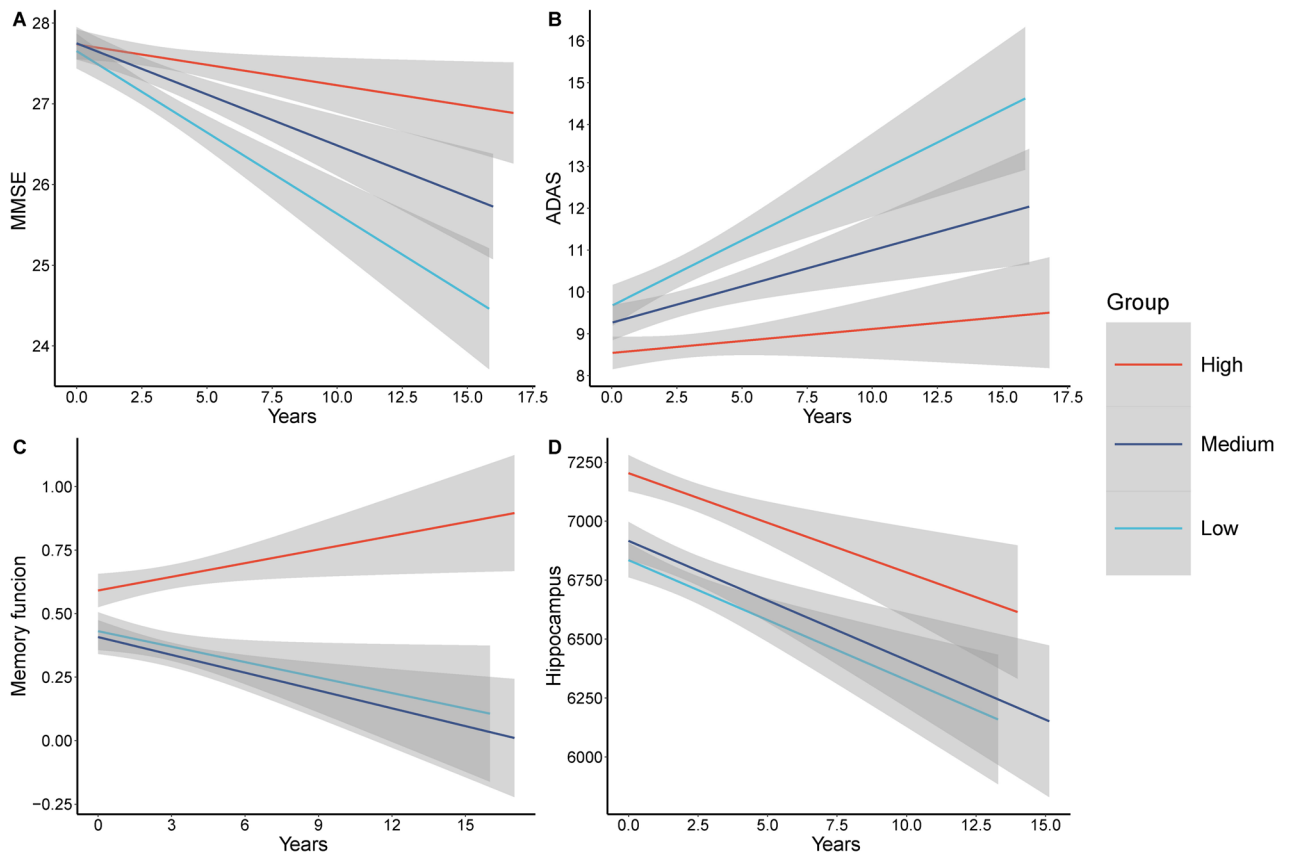 A
28
27
26
25
24
MMSE
0.0 2.5 5.0 7.5 10.0 12.5 15.0 17.5
Years
B
16
15
14
13
12
11
10
9
8
ADAS
0.0 2.5 5.0 7.5 10.0 12.5 15.0 17.5
Years
C
1.00
0.75
0.50
0.25
0.00
−0.25
Memory funcion
0 3 6 9 12 15
Years
D
7250
7000
6750
6500
6250
6000
Hippocampus
0.0 2.5 5.0 7.5 10.0 12.5 15.0
Years
Group
High
Medium
Low